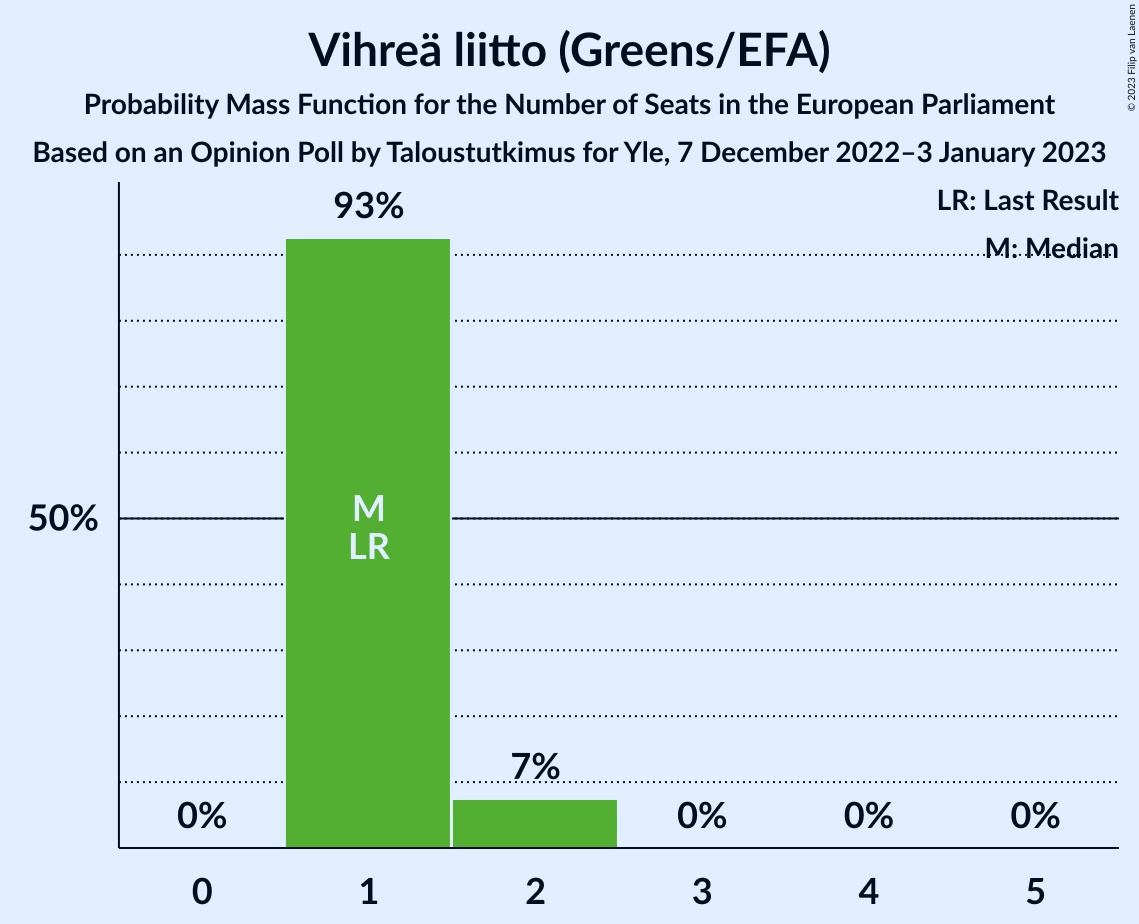 Vihreä liitto (Greens/EFA)
Probability Mass Function for the Number of Seats in the European Parliament
Based on an Opinion Poll by Taloustutkimus for Yle, 7 December 2022–3 January 2023
© 2023 Filip van Laenen
LR: Last Result
M: Median
93%
50%
M
LR
7%
0%
0%
0%
0%
0 1 2 3 4 5